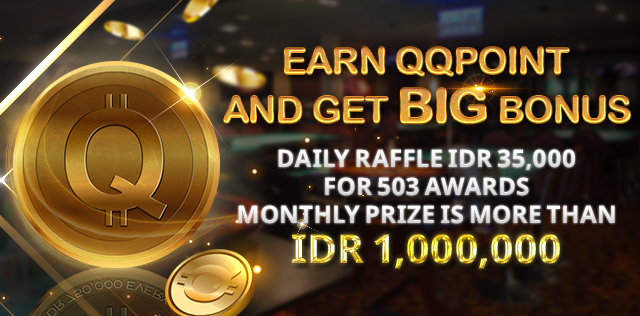 EARN QQPOINT
AND GET BIG BONUS
DAILY RAFFLE IDR 35,000
FOR 503 AWARDS
MONTHLY PRIZE IS MORE THAN
IDR 1,000,000
Q